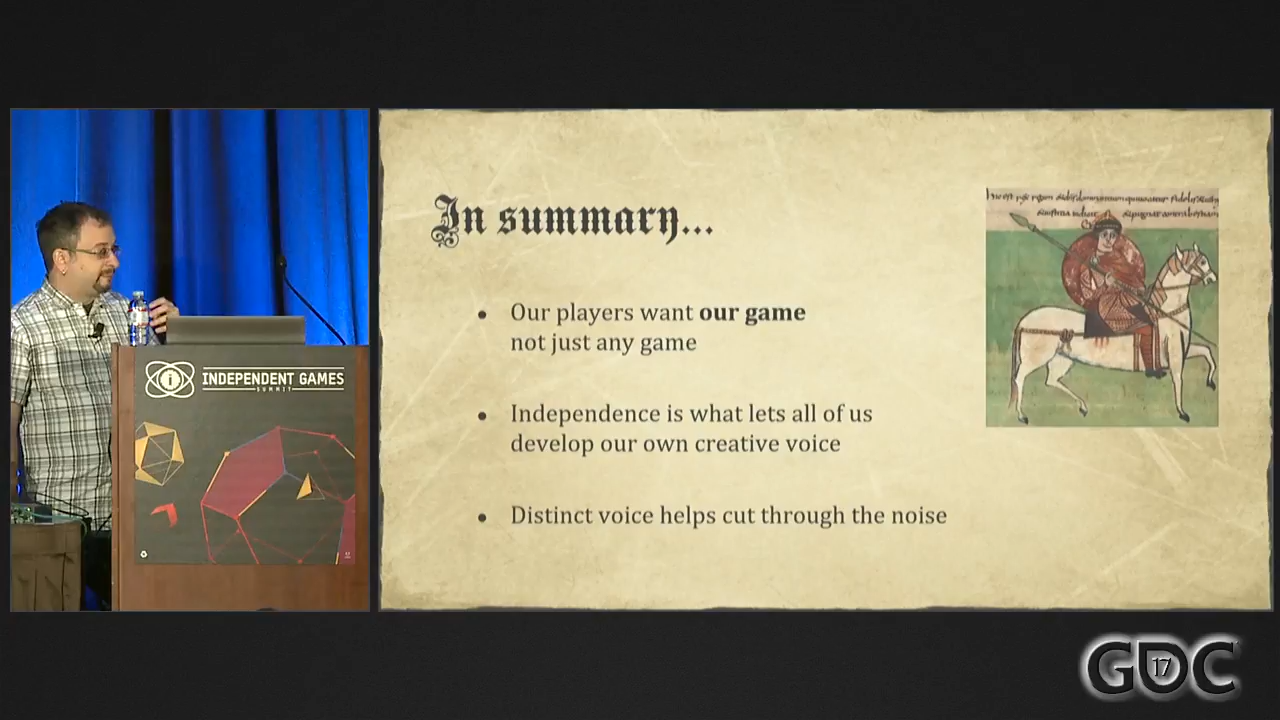 In summary...
Our players want our game
not just any game
Independence is what lets all of us
develop our own creative voice
Distinct voice helps cut through the noise
i
INDEPENDENT GAMES
SUMMIT
GDC
17